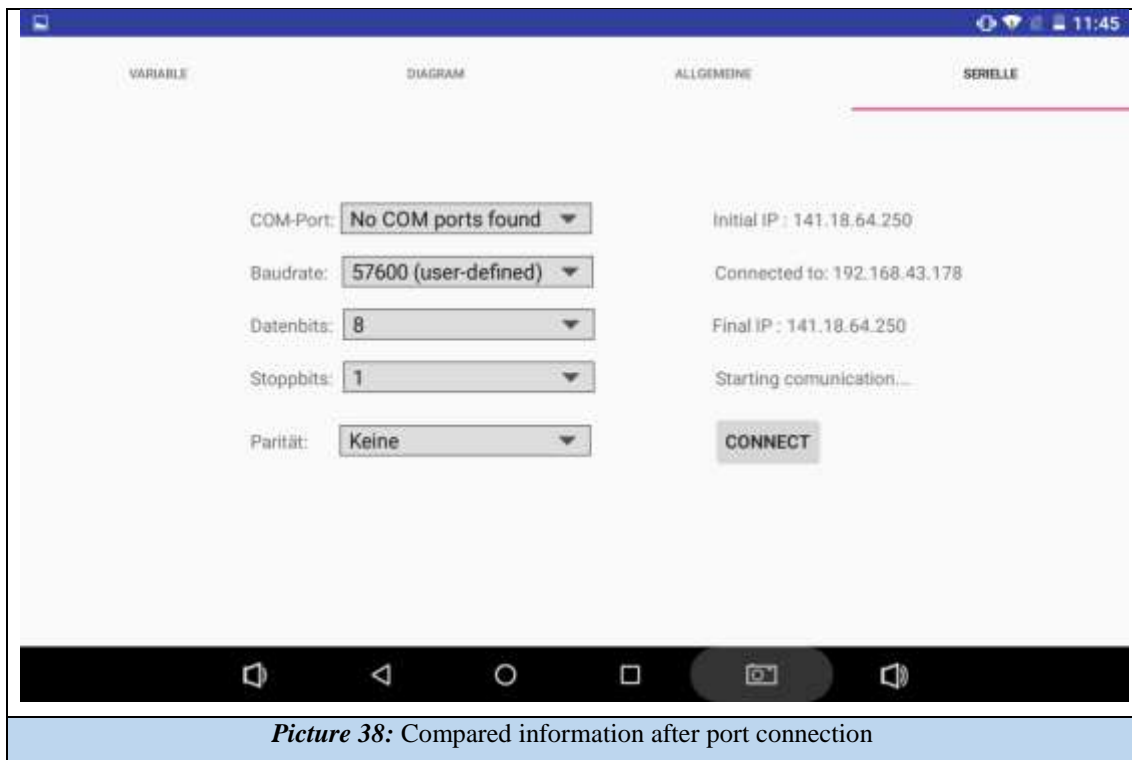 11:45
VARIABLE DIAGRAM ALLGEMEINE SERIELLE
COM-Port: No COM ports found Initial IP : 141.18.64.250
Baudrate: 57600 (user-defined) Connected to: 192.168.43.178
Datenbits: 8 Final IP : 141.18.64.250
Stoppbits: 1 Starting comunication...
Parität: Keine CONNECT
Picture 38: Compared information after port connection